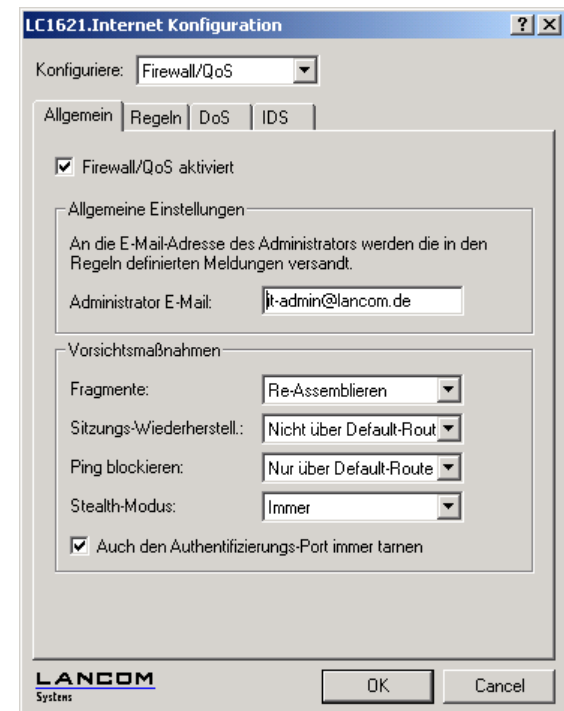 LC1621.Internet Konfiguration
Konfiguriere: Firewall/QoS
Allgemein Regeln DoS IDS
Firewall/QoS aktiviert
Allgemeine Einstellungen
An die E-Mail-Adresse des Administrators werden die in den
Regeln definierten Meldungen versandt.
Administrator E-Mail: it-admin@lancom.de
Vorsichtsmaßnahmen
Fragmente: Re-Assemblieren
Sitzungs-Wiederherstell.: Nicht über Default-Rout
Ping blockieren: Nur über Default-Route
Stealth-Modus: Immer
Auch den Authentifizierungs-Port immer tarnen
LANCOM
Systems
OK Cancel